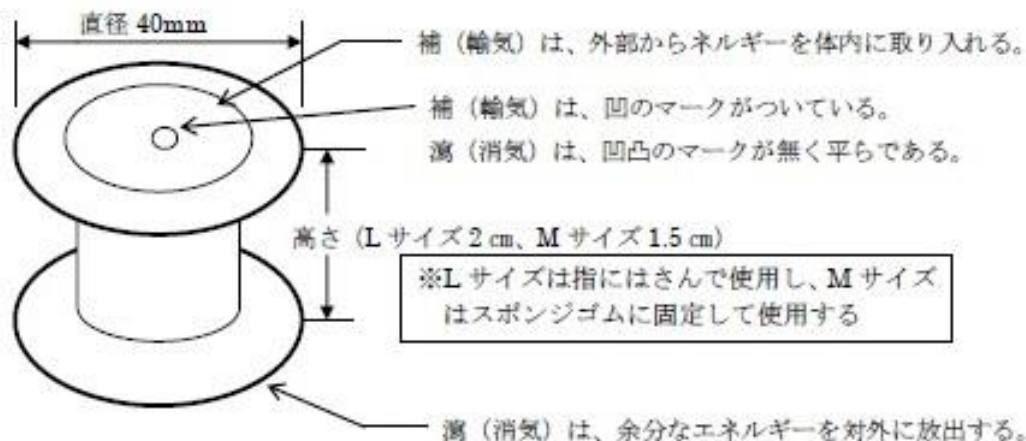 直径 40mm
補（輸気）は、外部からネルギーを体内に取り入れる。
補（輸気）は、凹のマークがついている。
瀉（消気）は、凹凸のマークが無く平らである。
高さ（L サイズ 2 ㎝、M サイズ 1.5 ㎝）
※L サイズは指にはさんで使用し、M サイズ
はスポンジゴムに固定して使用する
瀉（消気）は、余分なエネルギーを対外に放出する。